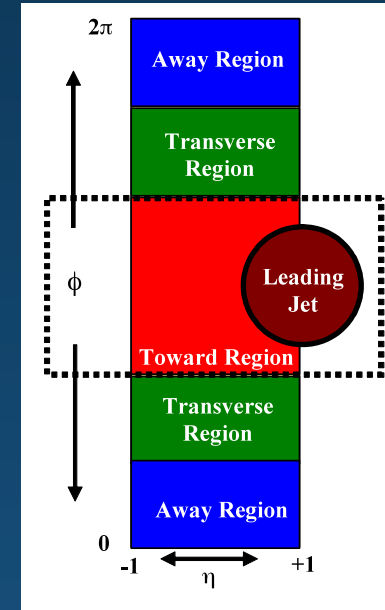 2π
Away Region
Transverse
Region
ϕ
Leading
Jet
Toward Region
Transverse
Region
Away Region
0
-1
+1
η